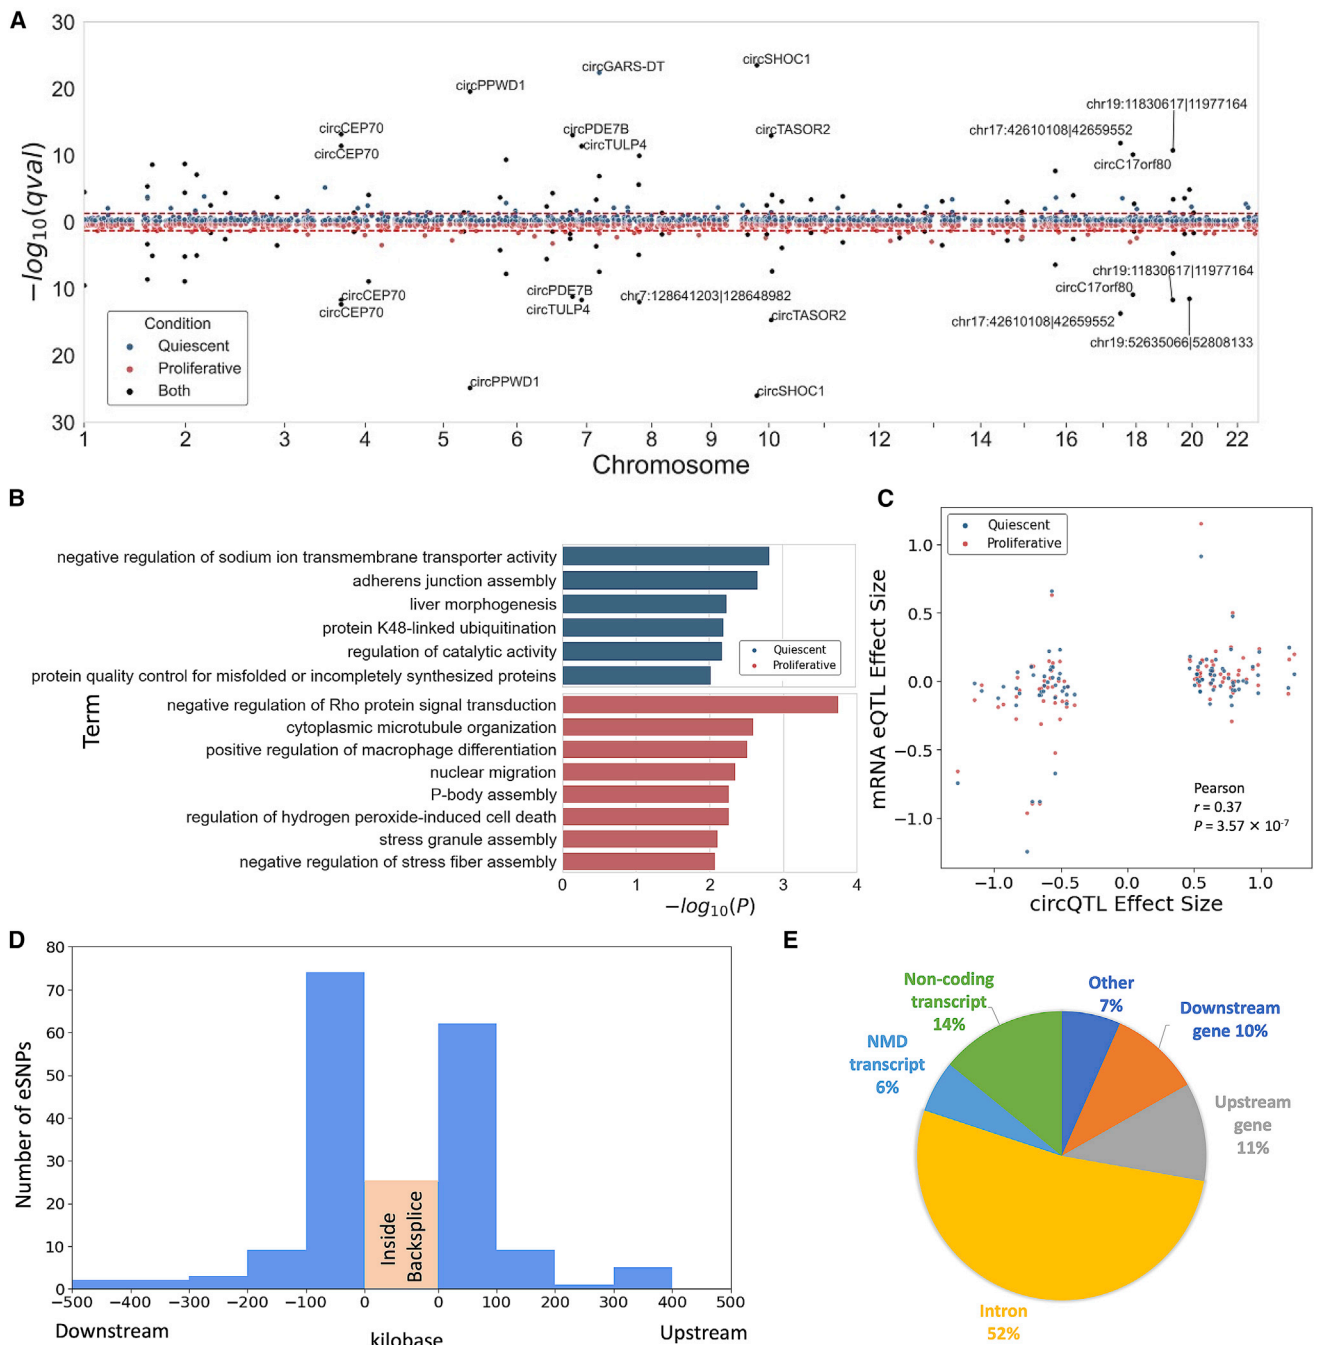 A
30
20
10
0
10
20
30
−log10(qval)
circSHOC1
circGARS-DT
circPPWD1
chr19:11830617|11977164
circCEP70
circPDE7B
circTASOR2
chr17:42610108|42659552
circTULP4
circCEP70
circC17orf80
chr19:11830617|11977164
circC17orf80
circPDE7B
circCEP70
chr7:128641203|128648982
circTULP4
circCEP70
circTASOR2
chr17:42610108|42659552
chr19:52635066|52808133
circPPWD1
circSHOC1
Condition
Quiescent
Proliferative
Both
1 2 3 4 5 6 7 8 9 10 12 14 16 18 20 22
Chromosome
B
Term
negative regulation of sodium ion transmembrane transporter activity
adherens junction assembly
liver morphogenesis
protein K48-linked ubiquitination
regulation of catalytic activity
protein quality control for misfolded or incompletely synthesized proteins
Quiescent
Proliferative
negative regulation of Rho protein signal transduction
cytoplasmic microtubule organization
positive regulation of macrophage differentiation
nuclear migration
P-body assembly
regulation of hydrogen peroxide-induced cell death
stress granule assembly
negative regulation of stress fiber assembly
0 1 2 3 4
−log10(P)
C
Quiescent
Proliferative
mRNA eQTL Effect Size
1.0
0.5
0.0
−0.5
−1.0
Pearson
r = 0.37
P = 3.57 × 10-7
−1.0 −0.5 0.0 0.5 1.0
circQTL Effect Size
D
Number of eSNPs
80
70
60
50
40
30
20
10
0
Inside
Backsplice
−500 −400 −300 −200 −100 0 0 100 200 300 400 500
Downstream
kilobase
Upstream
E
Non-coding
transcript
14%
Other
7%
Downstream
gene 10%
NMD
transcript
6%
Upstream
gene
11%
Intron
52%